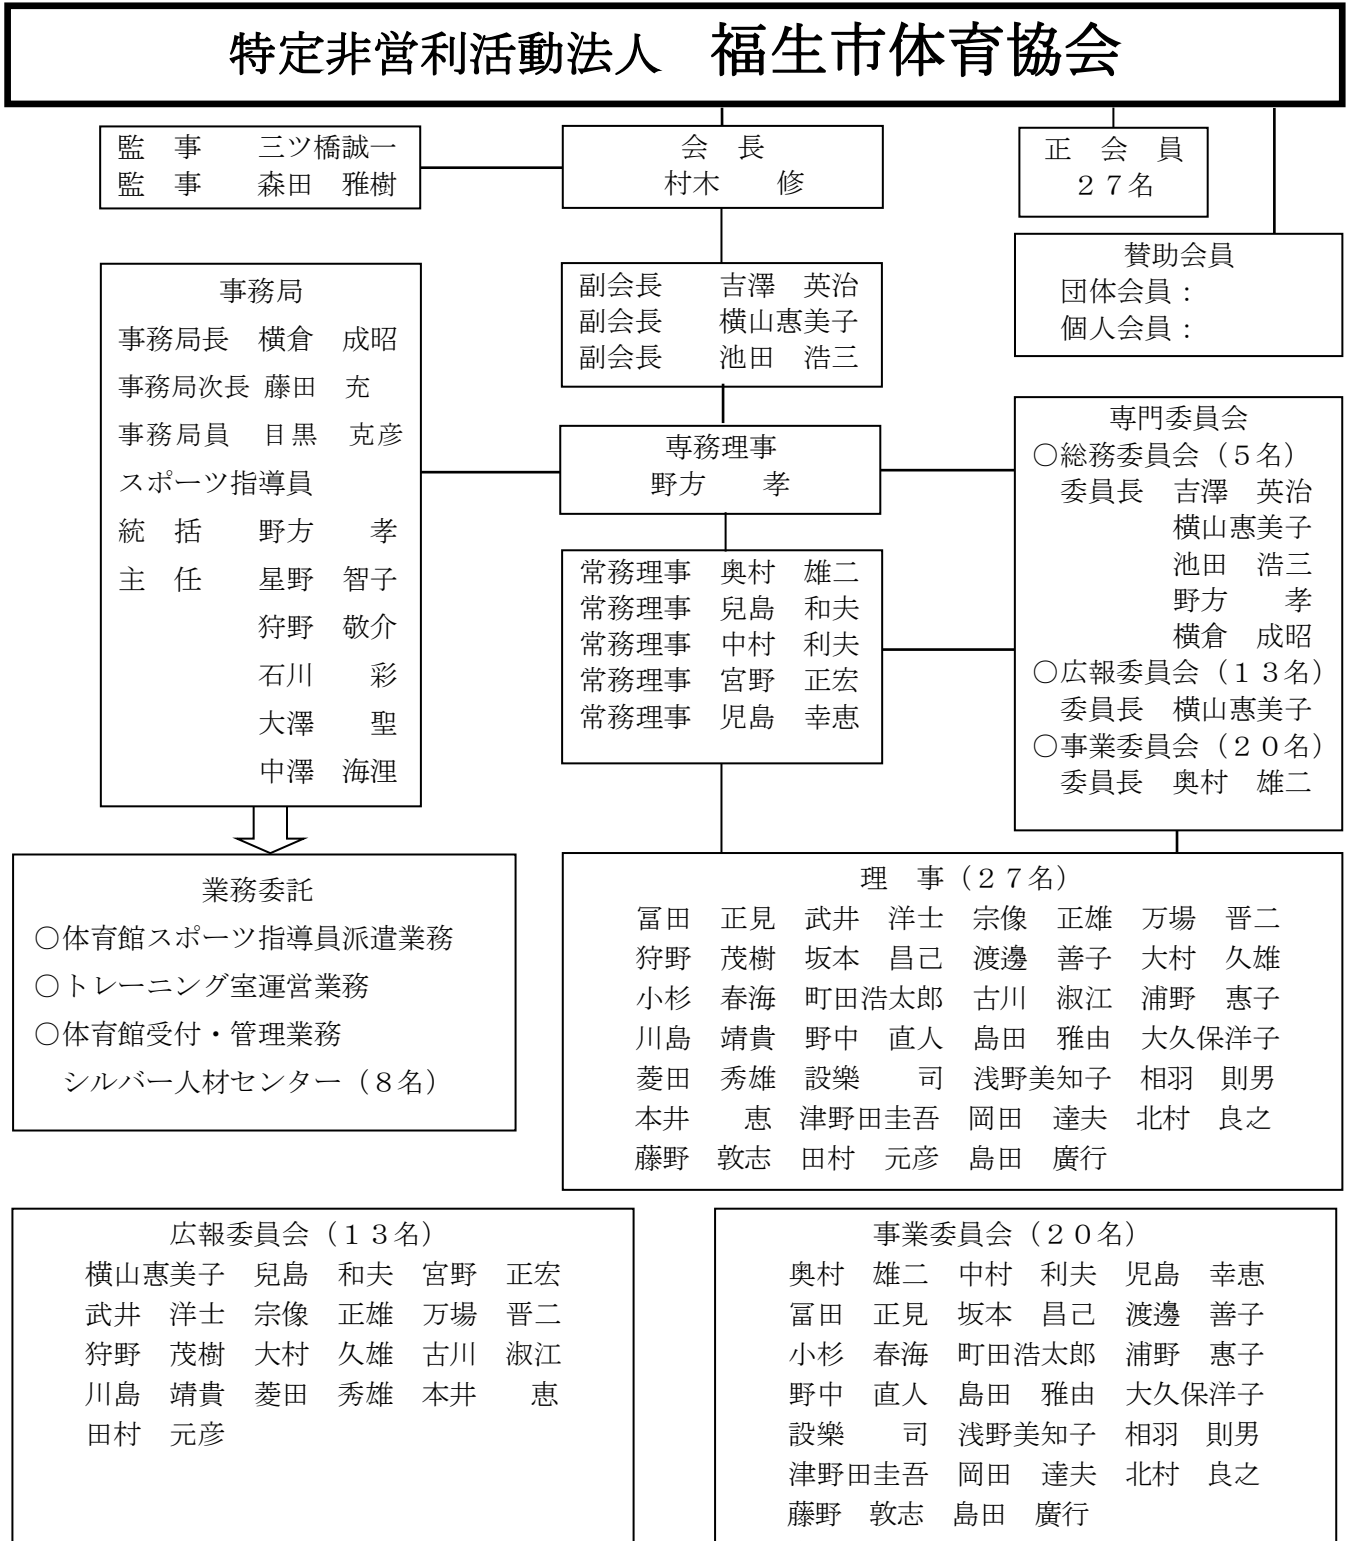 特定非営利活動法人　福生市体育協会
監　事　　三ツ橋誠一
監　事　　森田　雅樹
会　長
村木　　修
正　会　員
２７名
賛助会員
団体会員：
個人会員：
事務局
事務局長　横倉　成昭
事務局次長 藤田　充
事務局員　目黒　克彦
スポーツ指導員
統　括　　野方　　孝
主　任　　星野　智子
狩野　敬介
石川　　彩
大澤　　聖
中澤　海浬
副会長　　吉澤　英治
副会長　　横山惠美子
副会長　　池田　浩三
専務理事
野方　　孝
常務理事　奥村　雄二
常務理事　兒島　和夫
常務理事　中村　利夫
常務理事　宮野　正宏
常務理事　児島　幸恵
専門委員会
○総務委員会（５名）
委員長　吉澤　英治
横山惠美子
池田　浩三
野方　　孝
横倉　成昭
○広報委員会（１３名）
委員長　横山惠美子
○事業委員会（２０名）
委員長　奥村　雄二
業務委託
○体育館スポーツ指導員派遣業務
○トレーニング室運営業務
○体育館受付・管理業務
シルバー人材センター（８名）
理　事（２７名）
冨田　正見　武井　洋士　宗像　正雄　万場　晋二
狩野　茂樹　坂本　昌己　渡邊　善子　大村　久雄
小杉　春海　町田浩太郎　古川　淑江　浦野　惠子
川島　靖貴　野中　直人　島田　雅由　大久保洋子
菱田　秀雄　設樂　　司　浅野美知子　相羽　則男
本井　　恵　津野田圭吾　岡田　達夫　北村　良之
藤野　敦志　田村　元彦　島田　廣行
広報委員会（１３名）
横山惠美子　兒島　和夫　宮野　正宏
武井　洋士　宗像　正雄　万場　晋二
狩野　茂樹　大村　久雄　古川　淑江
川島　靖貴　菱田　秀雄　本井　　恵
田村　元彦
事業委員会（２０名）
奥村　雄二　中村　利夫　児島　幸恵
冨田　正見　坂本　昌己　渡邊　善子
小杉　春海　町田浩太郎　浦野　惠子
野中　直人　島田　雅由　大久保洋子
設樂　　司　浅野美知子　相羽　則男
津野田圭吾　岡田　達夫　北村　良之
藤野　敦志　島田　廣行